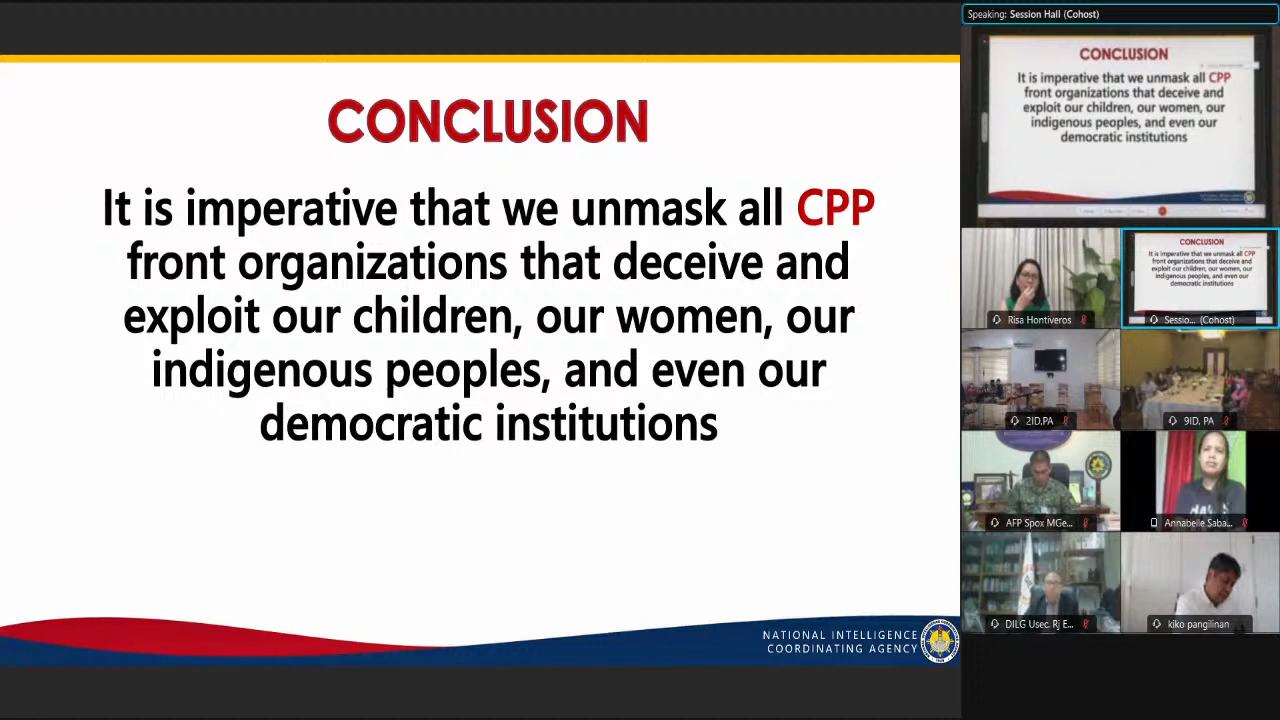 CONCLUSION
It is imperative that we unmask all CPP
front organizations that deceive and
exploit our children, our women, our
indigenous peoples, and even our
democratic institutions
NATIONAL INTELLIGENCE
COORDINATING AGENCY
Speaking: Session Hall (Cohost)
CONCLUSION
It is imperative that we unmask all CPP
front organizations that deceive and
exploit our children, our women, our
indigenous peoples, and even our
democratic institutions
Risa Hontiveros
CONCLUSION
It is imperative that we unmask all CPP
front organizations that deceive and
exploit our children, our women, our
indigenous peoples, and even our
democratic institutions
Sessio... (Cohost)
2ID,PA
9ID, PA
AFP Spox MGe...
Annabelle Saba...
DILG Usec. Rj E...
kiko pangilinan